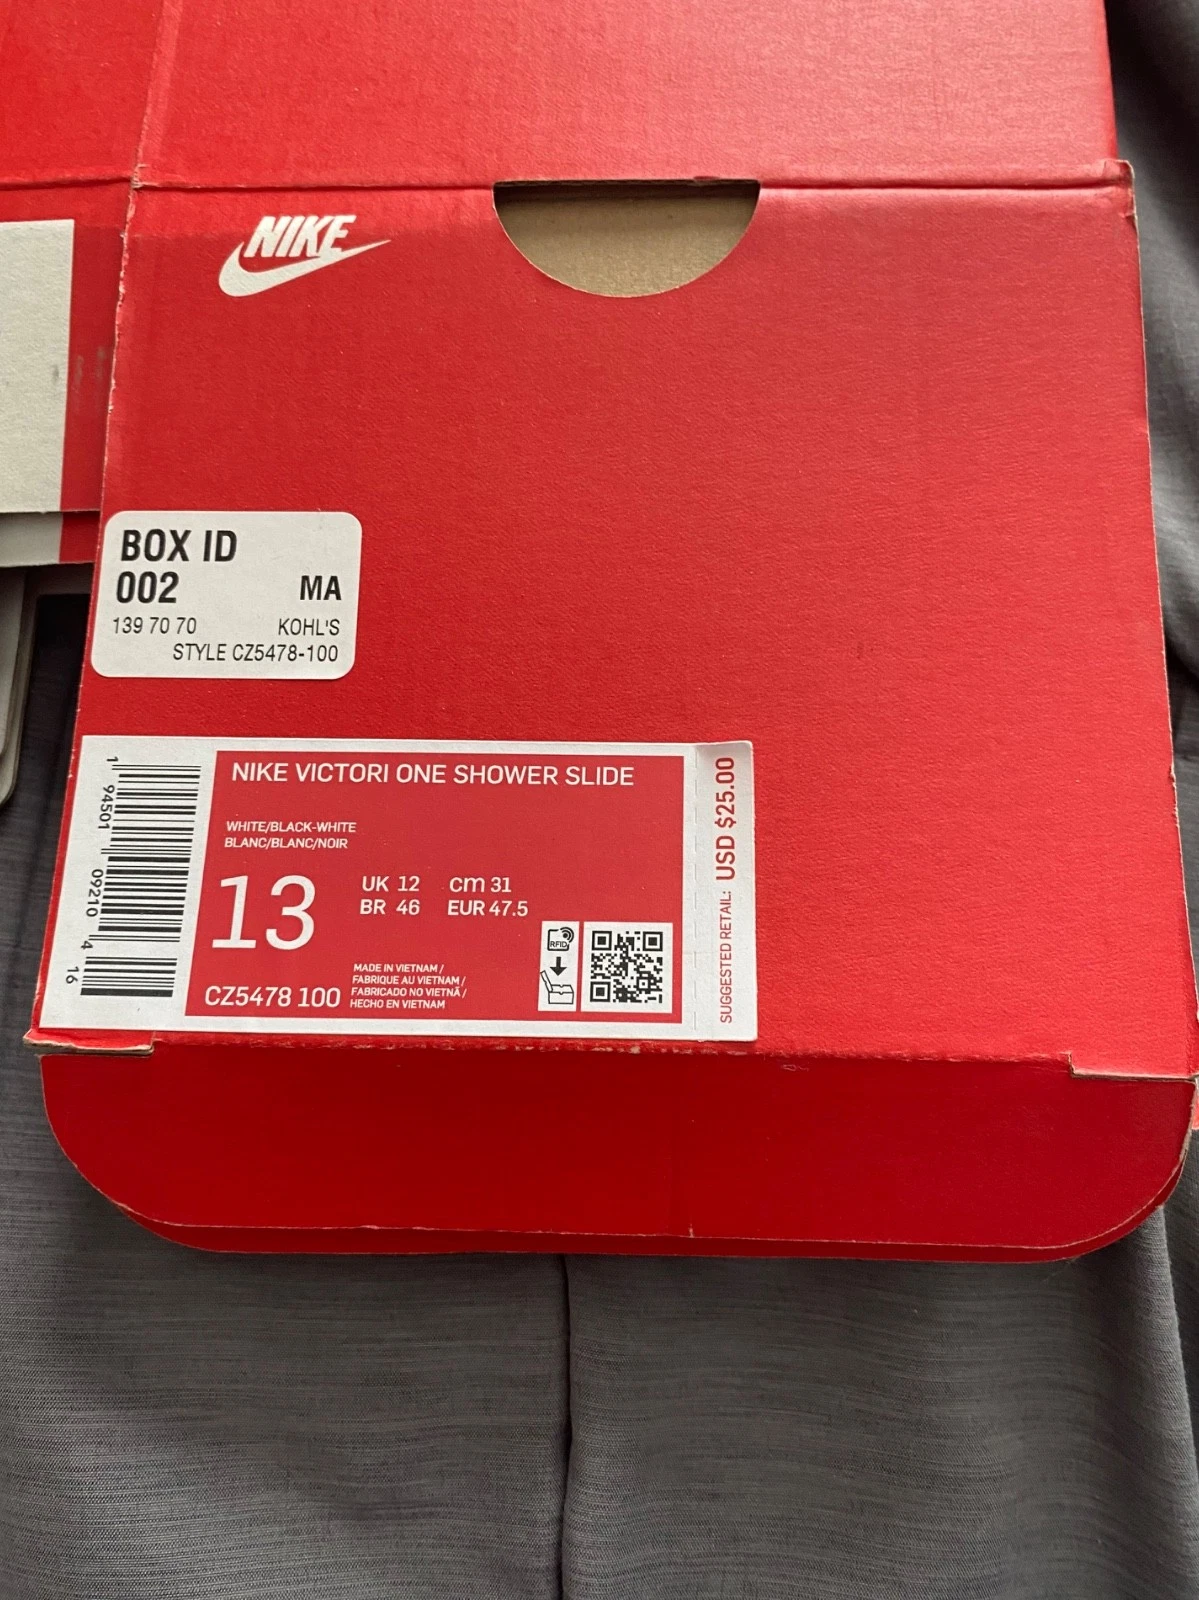 NIKE
BOX ID
002 MA
139 70 70 KOHL'S
STYLE CZ5478-100
NIKE VICTORI ONE SHOWER SLIDE
WHITE/BLACK-WHITE
BLANC/BLANC/NOIR
13
UK 12 cm 31
BR 46 EUR 47.5
CZ5478 100
MADE IN VIETNAM /
FABRIQUE AU VIETNAM /
FABRICADO NO VIETNÃ /
HECHO EN VIETNAM
RFID
1 94501 09210 4 16
SUGGESTED RETAIL: USD $25.00